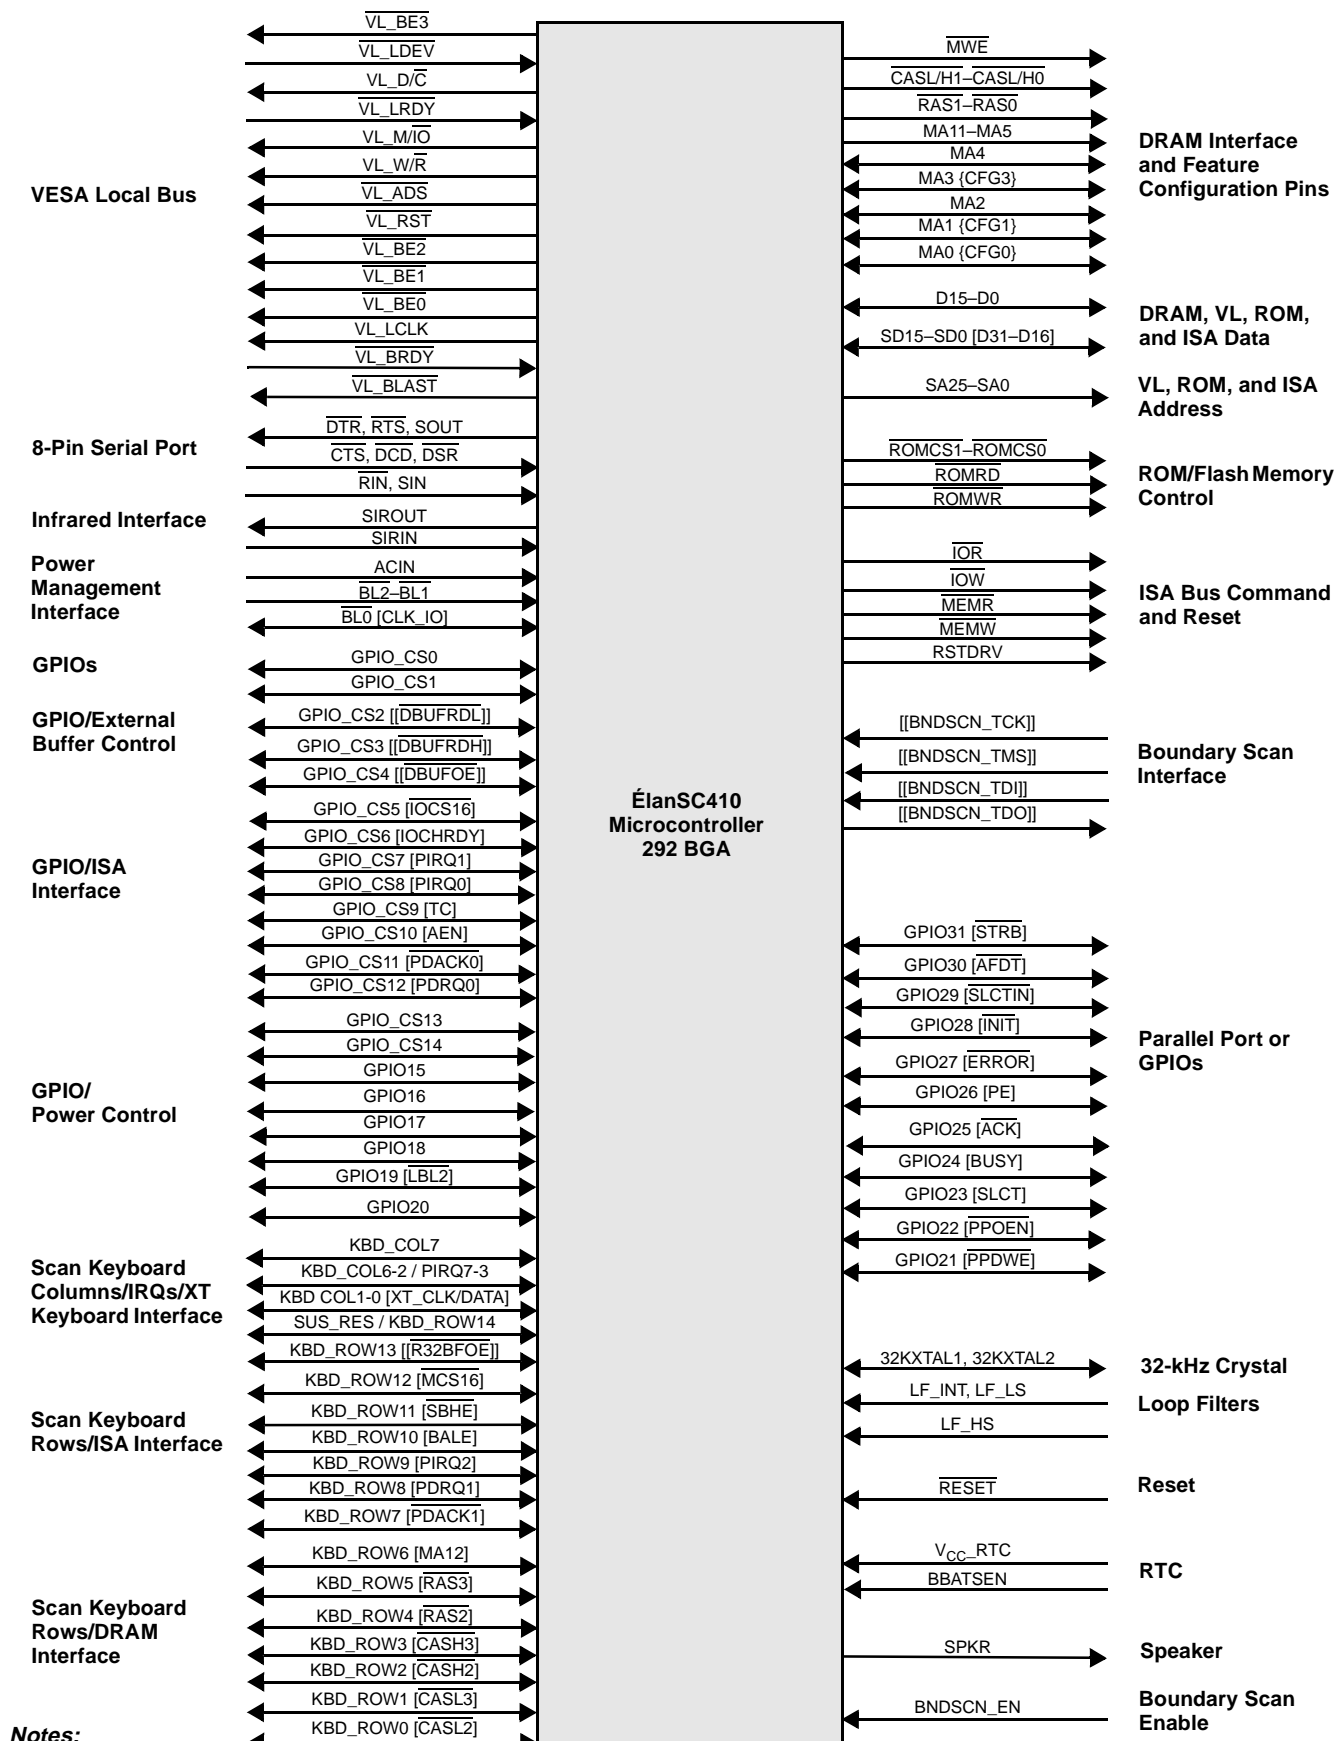 VL_BE3
VL_LDEV
VL_D/C
VL_LRDY
VL_M/IO
VL_W/R
VESA Local Bus
VL_ADS
VL_RST
VL_BE2
VL_BE1
VL_BE0
VL_LCLK
VL_BRDY
VL_BLAST
8-Pin Serial Port
DTR, RTS, SOUT
CTS, DCD, DSR
RIN, SIN
Infrared Interface
SIROUT
SIRIN
Power
Management
Interface
ACIN
BL2–BL1
BL0 [CLK_IO]
GPIOs
GPIO_CS0
GPIO_CS1
GPIO/External
Buffer Control
GPIO_CS2 [[DBUFRDL]]
GPIO_CS3 [[DBUFRDH]]
GPIO_CS4 [[DBUFOE]]
GPIO/ISA
Interface
GPIO_CS5 [IOCS16]
GPIO_CS6 [IOCHRDY]
GPIO_CS7 [PIRQ1]
GPIO_CS8 [PIRQ0]
GPIO_CS9 [TC]
GPIO_CS10 [AEN]
GPIO_CS11 [PDACK0]
GPIO_CS12 [PDRQ0]
GPIO/
Power Control
GPIO_CS13
GPIO_CS14
GPIO15
GPIO16
GPIO17
GPIO18
GPIO19 [LBL2]
GPIO20
Scan Keyboard
Columns/IRQs/XT
Keyboard Interface
KBD_COL7
KBD_COL6-2 / PIRQ7-3
KBD COL1-0 [XT_CLK/DATA]
SUS_RES / KBD_ROW14
KBD_ROW13 [[R32BFOE]]
Scan Keyboard
Rows/ISA Interface
KBD_ROW12 [MCS16]
KBD_ROW11 [SBHE]
KBD_ROW10 [BALE]
KBD_ROW9 [PIRQ2]
KBD_ROW8 [PDRQ1]
KBD_ROW7 [PDACK1]
Scan Keyboard
Rows/DRAM
Interface
KBD_ROW6 [MA12]
KBD_ROW5 [RAS3]
KBD_ROW4 [RAS2]
KBD_ROW3 [CASH3]
KBD_ROW2 [CASH2]
KBD_ROW1 [CASL3]
KBD_ROW0 [CASL2]
Notes:
ÉlanSC410
Microcontroller
292 BGA
MWE
CASL/H1–CASL/H0
RAS1–RAS0
MA11–MA5
MA4
MA3 {CFG3}
MA2
MA1 {CFG1}
MA0 {CFG0}
DRAM Interface
and Feature
Configuration Pins
D15–D0
SD15–SD0 [D31–D16]
DRAM, VL, ROM,
and ISA Data
SA25–SA0
VL, ROM, and ISA
Address
ROMCS1–ROMCS0
ROMRD
ROMWR
ROM/Flash Memory
Control
IOR
IOW
MEMR
MEMW
RSTDRV
ISA Bus Command
and Reset
[[BNDSCN_TCK]]
[[BNDSCN_TMS]]
[[BNDSCN_TDI]]
[[BNDSCN_TDO]]
Boundary Scan
Interface
GPIO31 [STRB]
GPIO30 [AFDT]
GPIO29 [SLCTIN]
GPIO28 [INIT]
GPIO27 [ERROR]
GPIO26 [PE]
GPIO25 [ACK]
GPIO24 [BUSY]
GPIO23 [SLCT]
GPIO22 [PPOEN]
GPIO21 [PPDWE]
Parallel Port or
GPIOs
32KXTAL1, 32KXTAL2
32-kHz Crystal
LF_INT, LF_LS
LF_HS
Loop Filters
RESET
Reset
VCC_RTC
BBATSEN
RTC
SPKR
Speaker
BNDSCN_EN
Boundary Scan
Enable